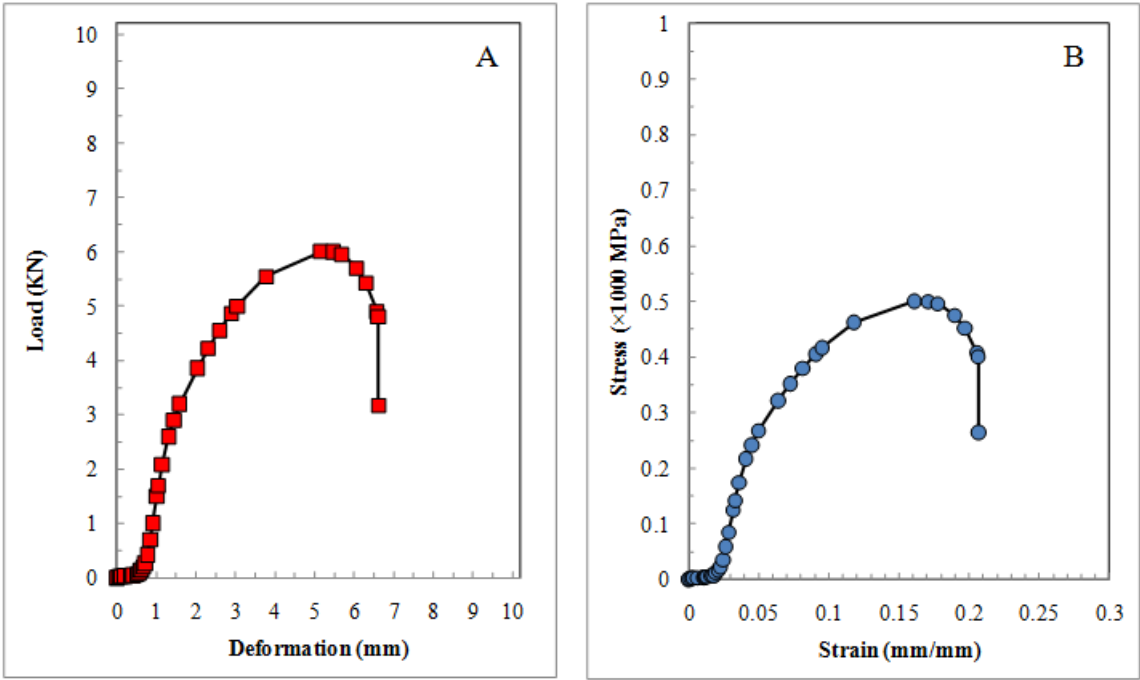 A
Load (KN)
10
9
8
7
6
5
4
3
2
1
0
0 1 2 3 4 5 6 7 8 9 10
Deformation (mm)
B
Stress (×1000 MPa)
1
0.9
0.8
0.7
0.6
0.5
0.4
0.3
0.2
0.1
0
0 0.05 0.1 0.15 0.2 0.25 0.3
Strain (mm/mm)